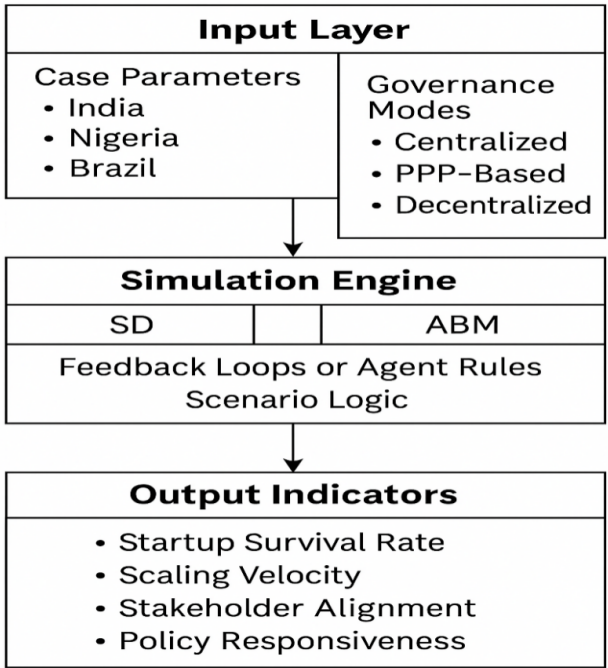 Input Layer
Case Parameters
• India
• Nigeria
• Brazil
Governance
Modes
• Centralized
• PPP-Based
• Decentralized
Simulation Engine
SD
ABM
Feedback Loops or Agent Rules
Scenario Logic
Output Indicators
• Startup Survival Rate
• Scaling Velocity
• Stakeholder Alignment
• Policy Responsiveness